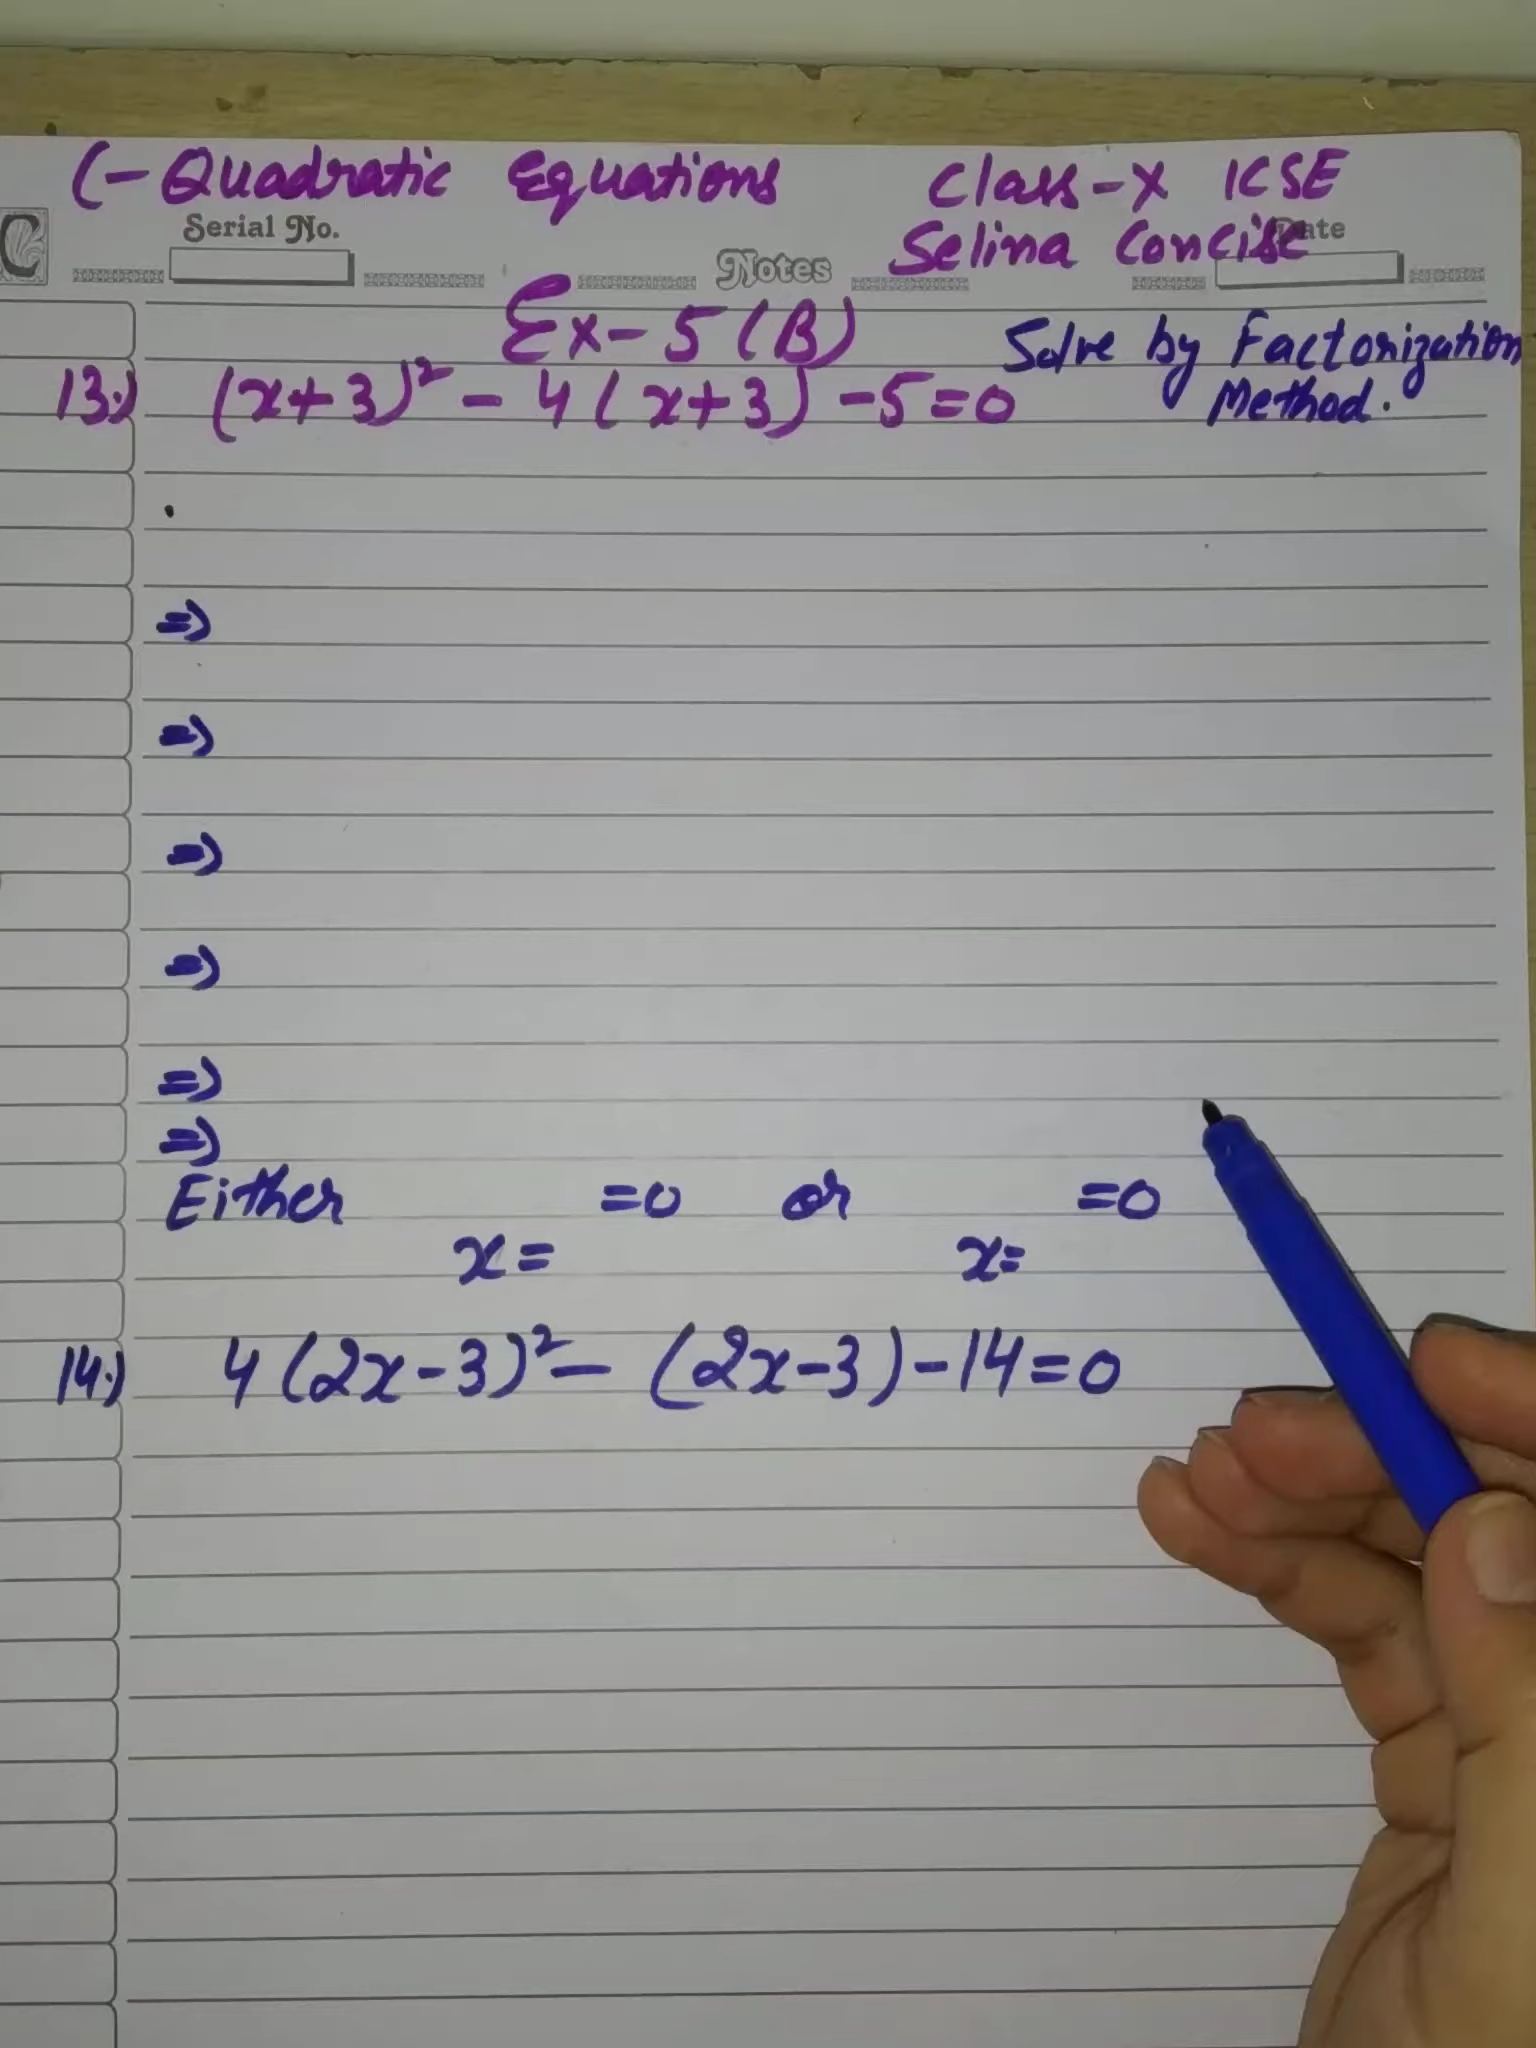 (- Quadratic Equations Class-X ICSE
Serial No. Selina Concise Date
C Notes
Ex-5(B) Solve by Factorization
13.) (x+3)² - 4(x+3) -5=0 Method.
=>
=>
=>
=>
=>
=>
Either =0 or =0
x= x=
14.) 4(2x-3)² - (2x-3) -14=0